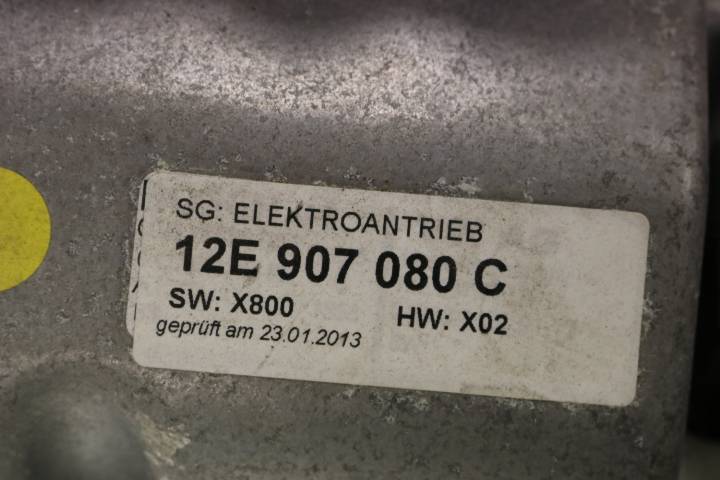 SG: ELEKTROANTRIEB
12E 907 080 C
SW: X800 HW: X02
geprüft am 23.01.2013